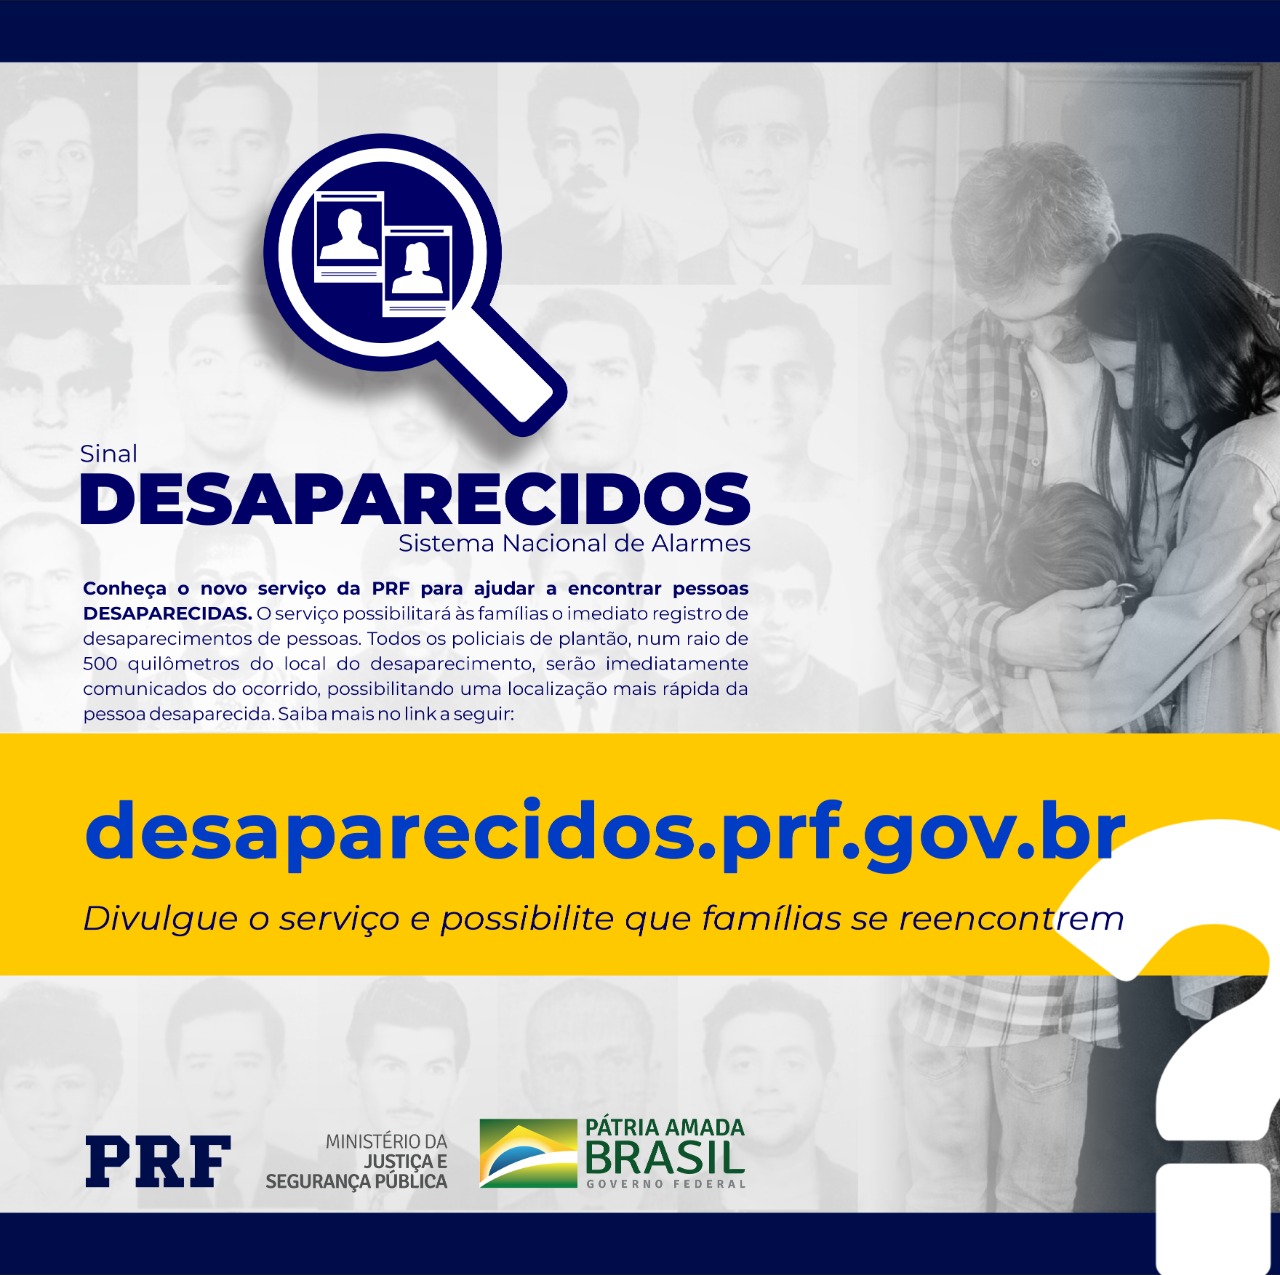 Sinal
DESAPARECIDOS
Sistema Nacional de Alarmes
Conheça o novo serviço da PRF para ajudar a encontrar pessoas
DESAPARECIDAS. O serviço possibilitará às famílias o imediato registro de
desaparecimentos de pessoas. Todos os policiais de plantão, num raio de
500 quilômetros do local do desaparecimento, serão imediatamente
comunicados do ocorrido, possibilitando uma localização mais rápida da
pessoa desaparecida. Saiba mais no link a seguir:
desaparecidos.prf.gov.br
Divulgue o serviço e possibilite que famílias se reencontrem
?
PRF
MINISTÉRIO DA
JUSTIÇA E
SEGURANÇA PÚBLICA
PÁTRIA AMADA
BRASIL
GOVERNO FEDERAL